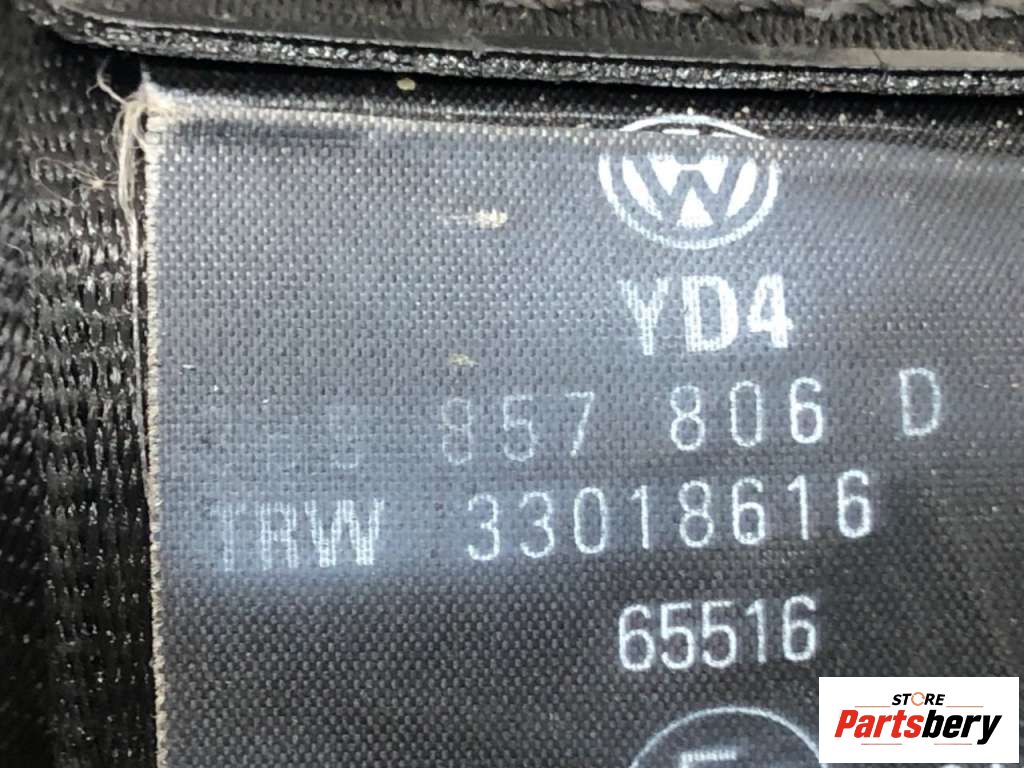 YD4
857 806 D
TRW 33018616
65516
STORE
Partsbery